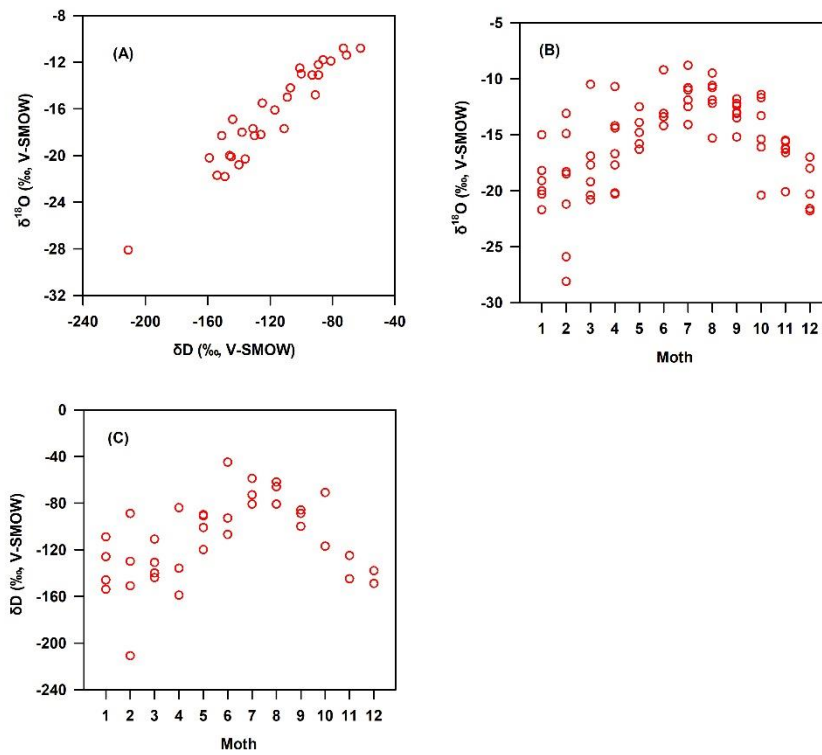 (A)
δ18O (‰, V-SMOW)
-8
-12
-16
-20
-24
-28
-32
-240 -200 -160 -120 -80 -40
δD (‰, V-SMOW)
(B)
δ18O (‰, V-SMOW)
-5
-10
-15
-20
-25
-30
1 2 3 4 5 6 7 8 9 10 11 12
Moth
(C)
δD (‰, V-SMOW)
0
-40
-80
-120
-160
-200
-240
1 2 3 4 5 6 7 8 9 10 11 12
Moth